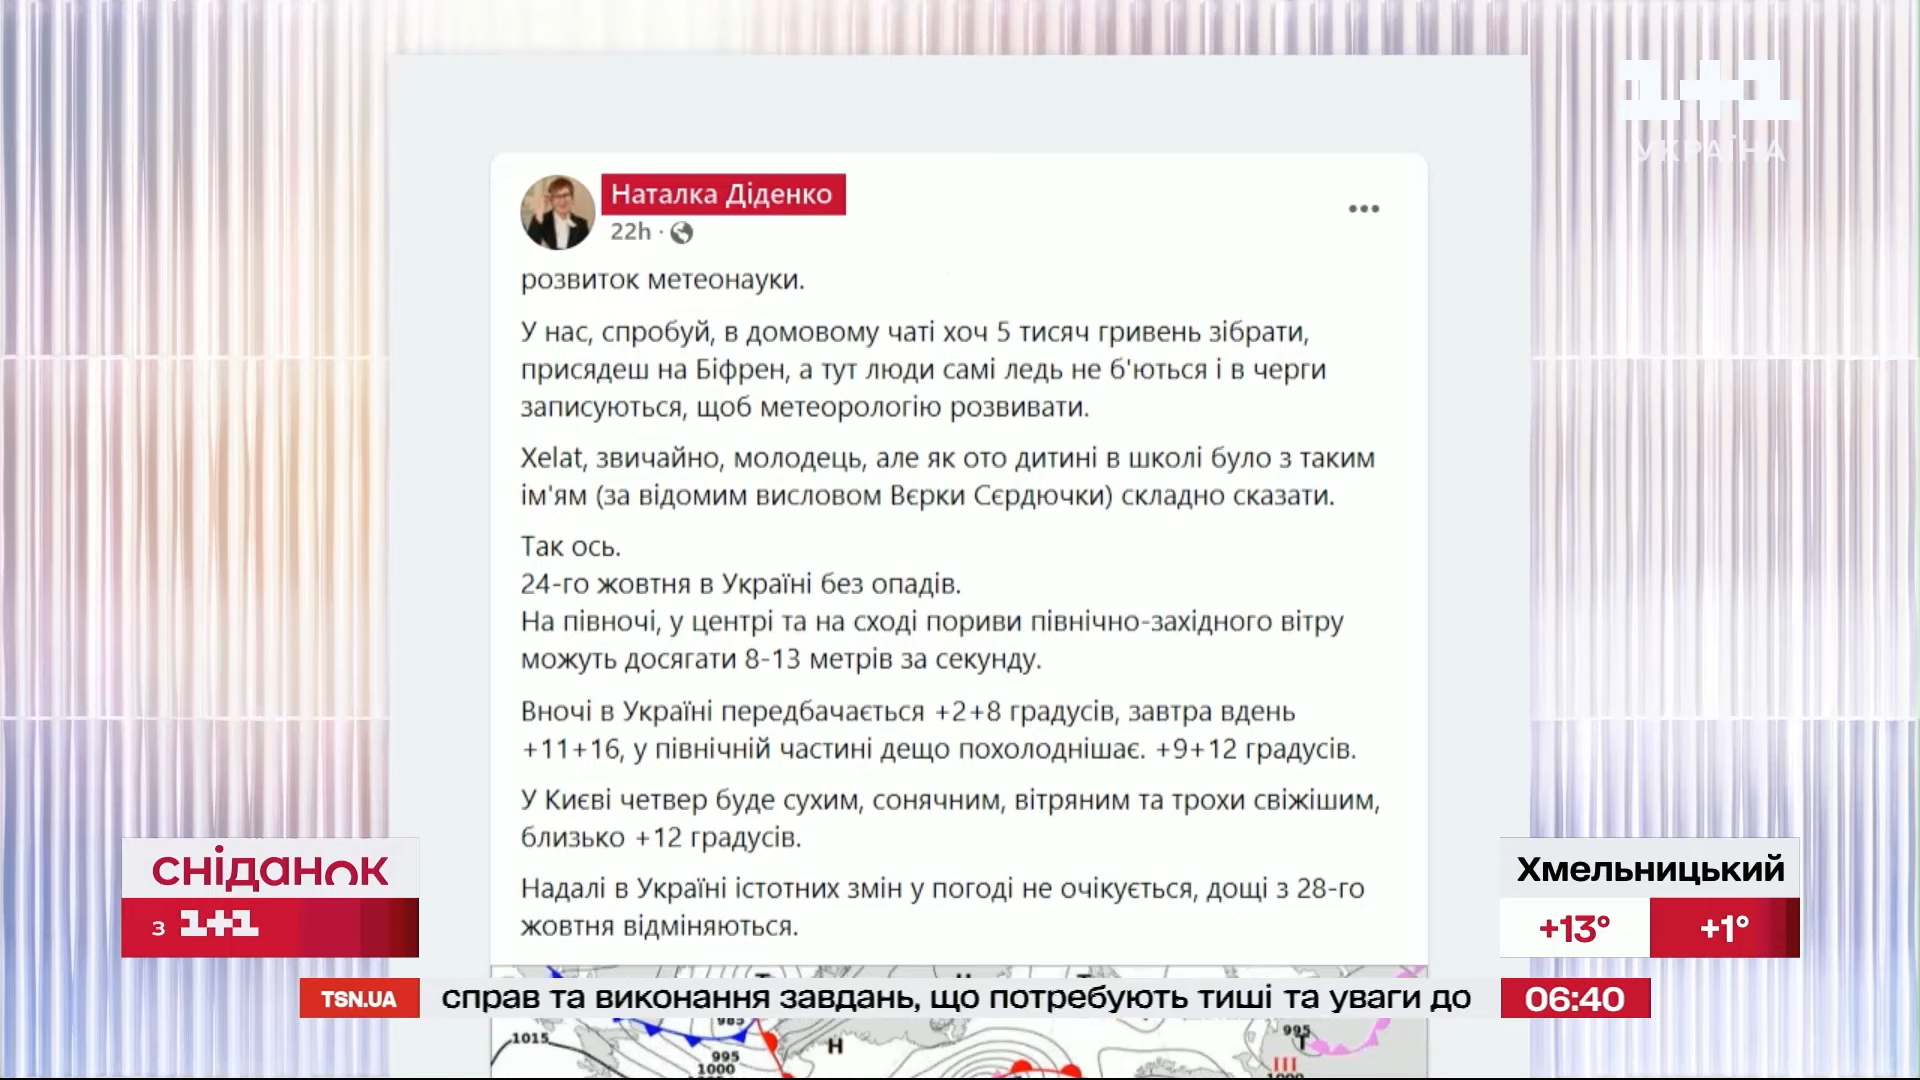 1+1
УКРАЇНА
Наталка Діденко
22h ·
розвиток метеонауки.
У нас, спробуй, в домовому чаті хоч 5 тисяч гривень зібрати,
присядеш на Біфрен, а тут люди самі ледь не б'ються і в черги
записуються, щоб метеорологію розвивати.
Xelat, звичайно, молодець, але як ото дитині в школі було з таким
ім'ям (за відомим висловом Вєрки Сєрдючки) складно сказати.
Так ось.
24-го жовтня в Україні без опадів.
На півночі, у центрі та на сході пориви північно-західного вітру
можуть досягати 8-13 метрів за секунду.
Вночі в Україні передбачається +2+8 градусів, завтра вдень
+11+16, у північній частині дещо похолоднішає. +9+12 градусів.
У Києві четвер буде сухим, сонячним, вітряним та трохи свіжішим,
близько +12 градусів.
Надалі в Україні істотних змін у погоді не очікується, дощі з 28-го
жовтня відміняються.
сніданок
з 1+1
Хмельницький
+13° +1°
TSN.UA справ та виконання завдань, що потребують тиші та уваги до 06:40
1015
985
995
1000
Н
995
Т
III
1000